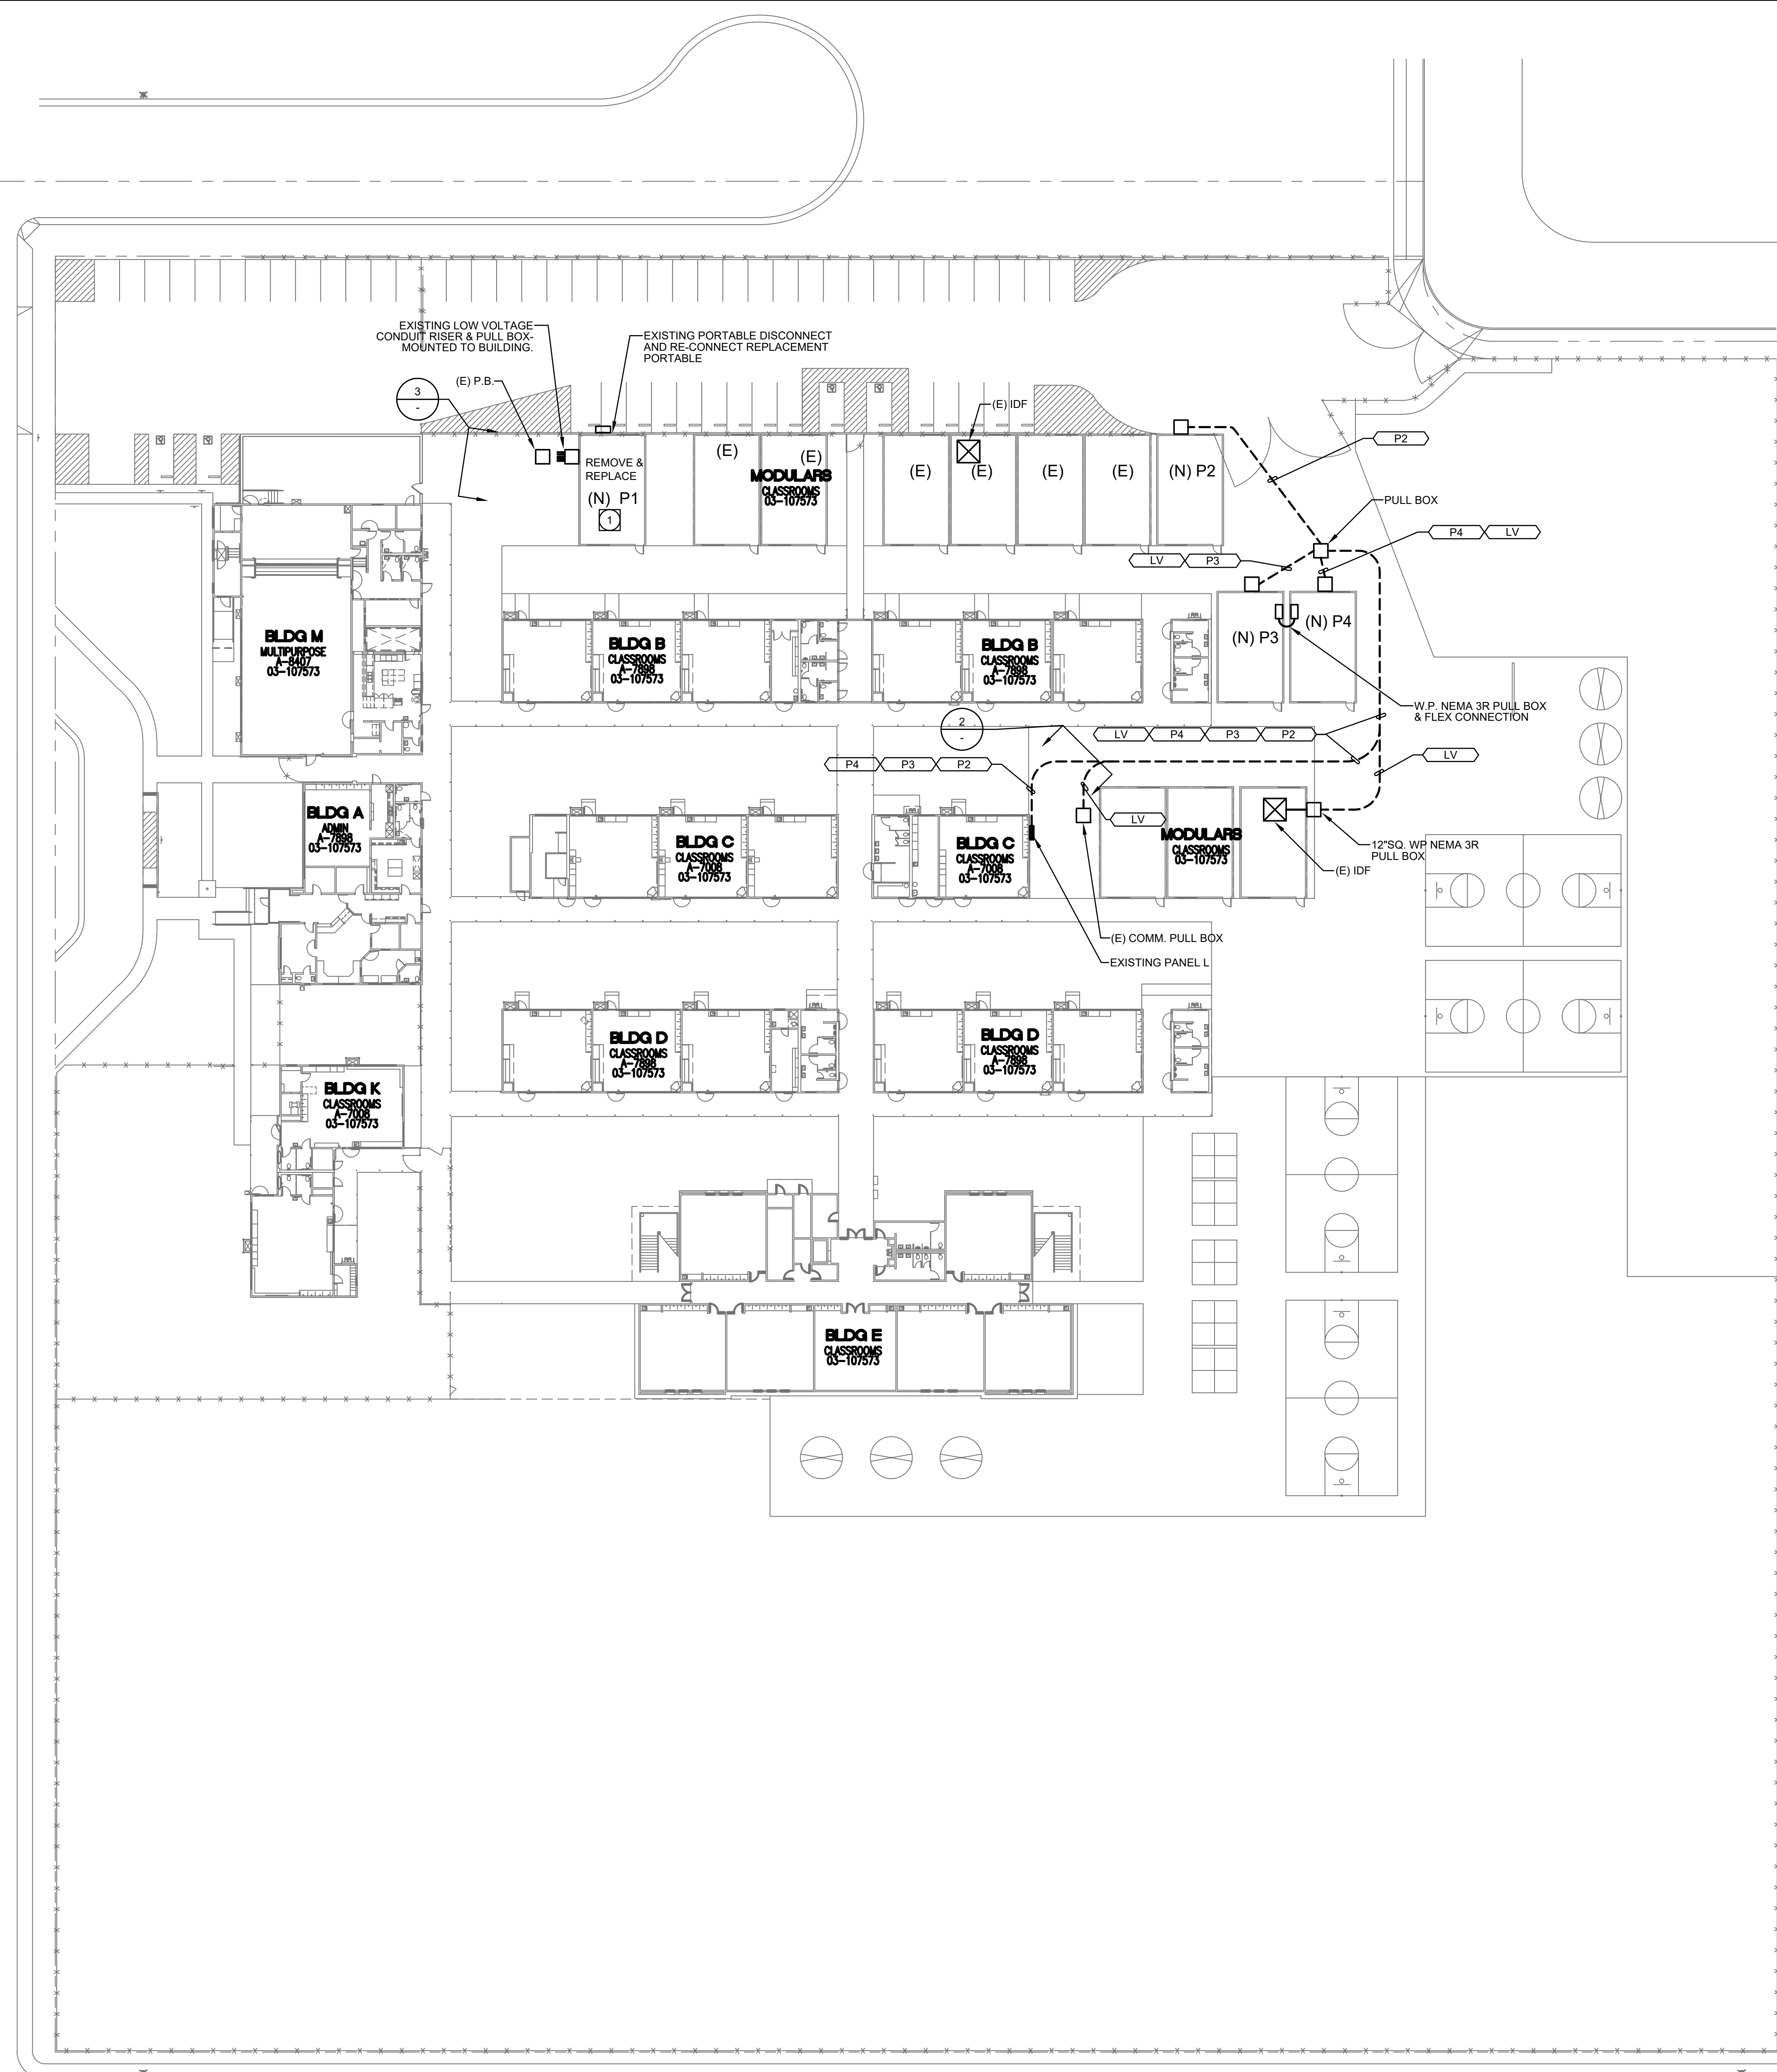 EXISTING LOW VOLTAGE
CONDUIT RISER & PULL BOX-
MOUNTED TO BUILDING.
EXISTING PORTABLE DISCONNECT
AND RE-CONNECT REPLACEMENT
PORTABLE
3
-
(E) P.B.
(E) IDF
REMOVE &
REPLACE
(N) P1
1
(E)
(E)
MODULARS
CLASSROOMS
03-107573
(E)
(E)
(E)
(E)
(N) P2
P2
PULL BOX
P4
LV
LV
P3
(N) P3
(N) P4
W.P. NEMA 3R PULL BOX
& FLEX CONNECTION
BLDG M
MULTIPURPOSE
A-8407
03-107573
BLDG B
CLASSROOMS
A-7898
03-107573
BLDG B
CLASSROOMS
A-7898
03-107573
2
-
LV
P4
P3
P2
LV
P4
P3
P2
LV
BLDG A
ADMIN
A-7898
03-107573
BLDG C
CLASSROOMS
A-7008
03-107573
BLDG C
CLASSROOMS
A-7008
03-107573
MODULARS
CLASSROOMS
03-107573
12"SQ. WP NEMA 3R
PULL BOX
(E) IDF
(E) COMM. PULL BOX
EXISTING PANEL L
BLDG D
CLASSROOMS
A-7898
03-107573
BLDG D
CLASSROOMS
A-7898
03-107573
BLDG K
CLASSROOMS
A-7008
03-107573
BLDG E
CLASSROOMS
03-107573